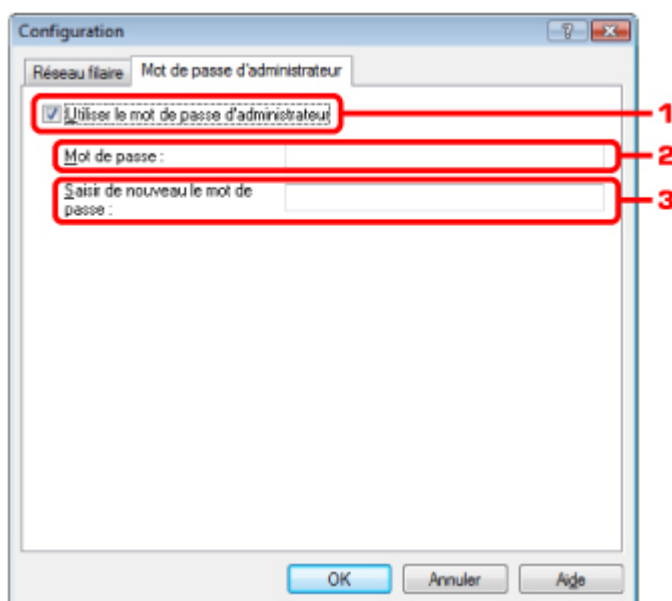 Configuration
Réseau filaire
Mot de passe d'administrateur
Utiliser le mot de passe d'administrateur
1
Mot de passe :
2
Saisir de nouveau le mot de
passe :
3
OK
Annuler
Aide